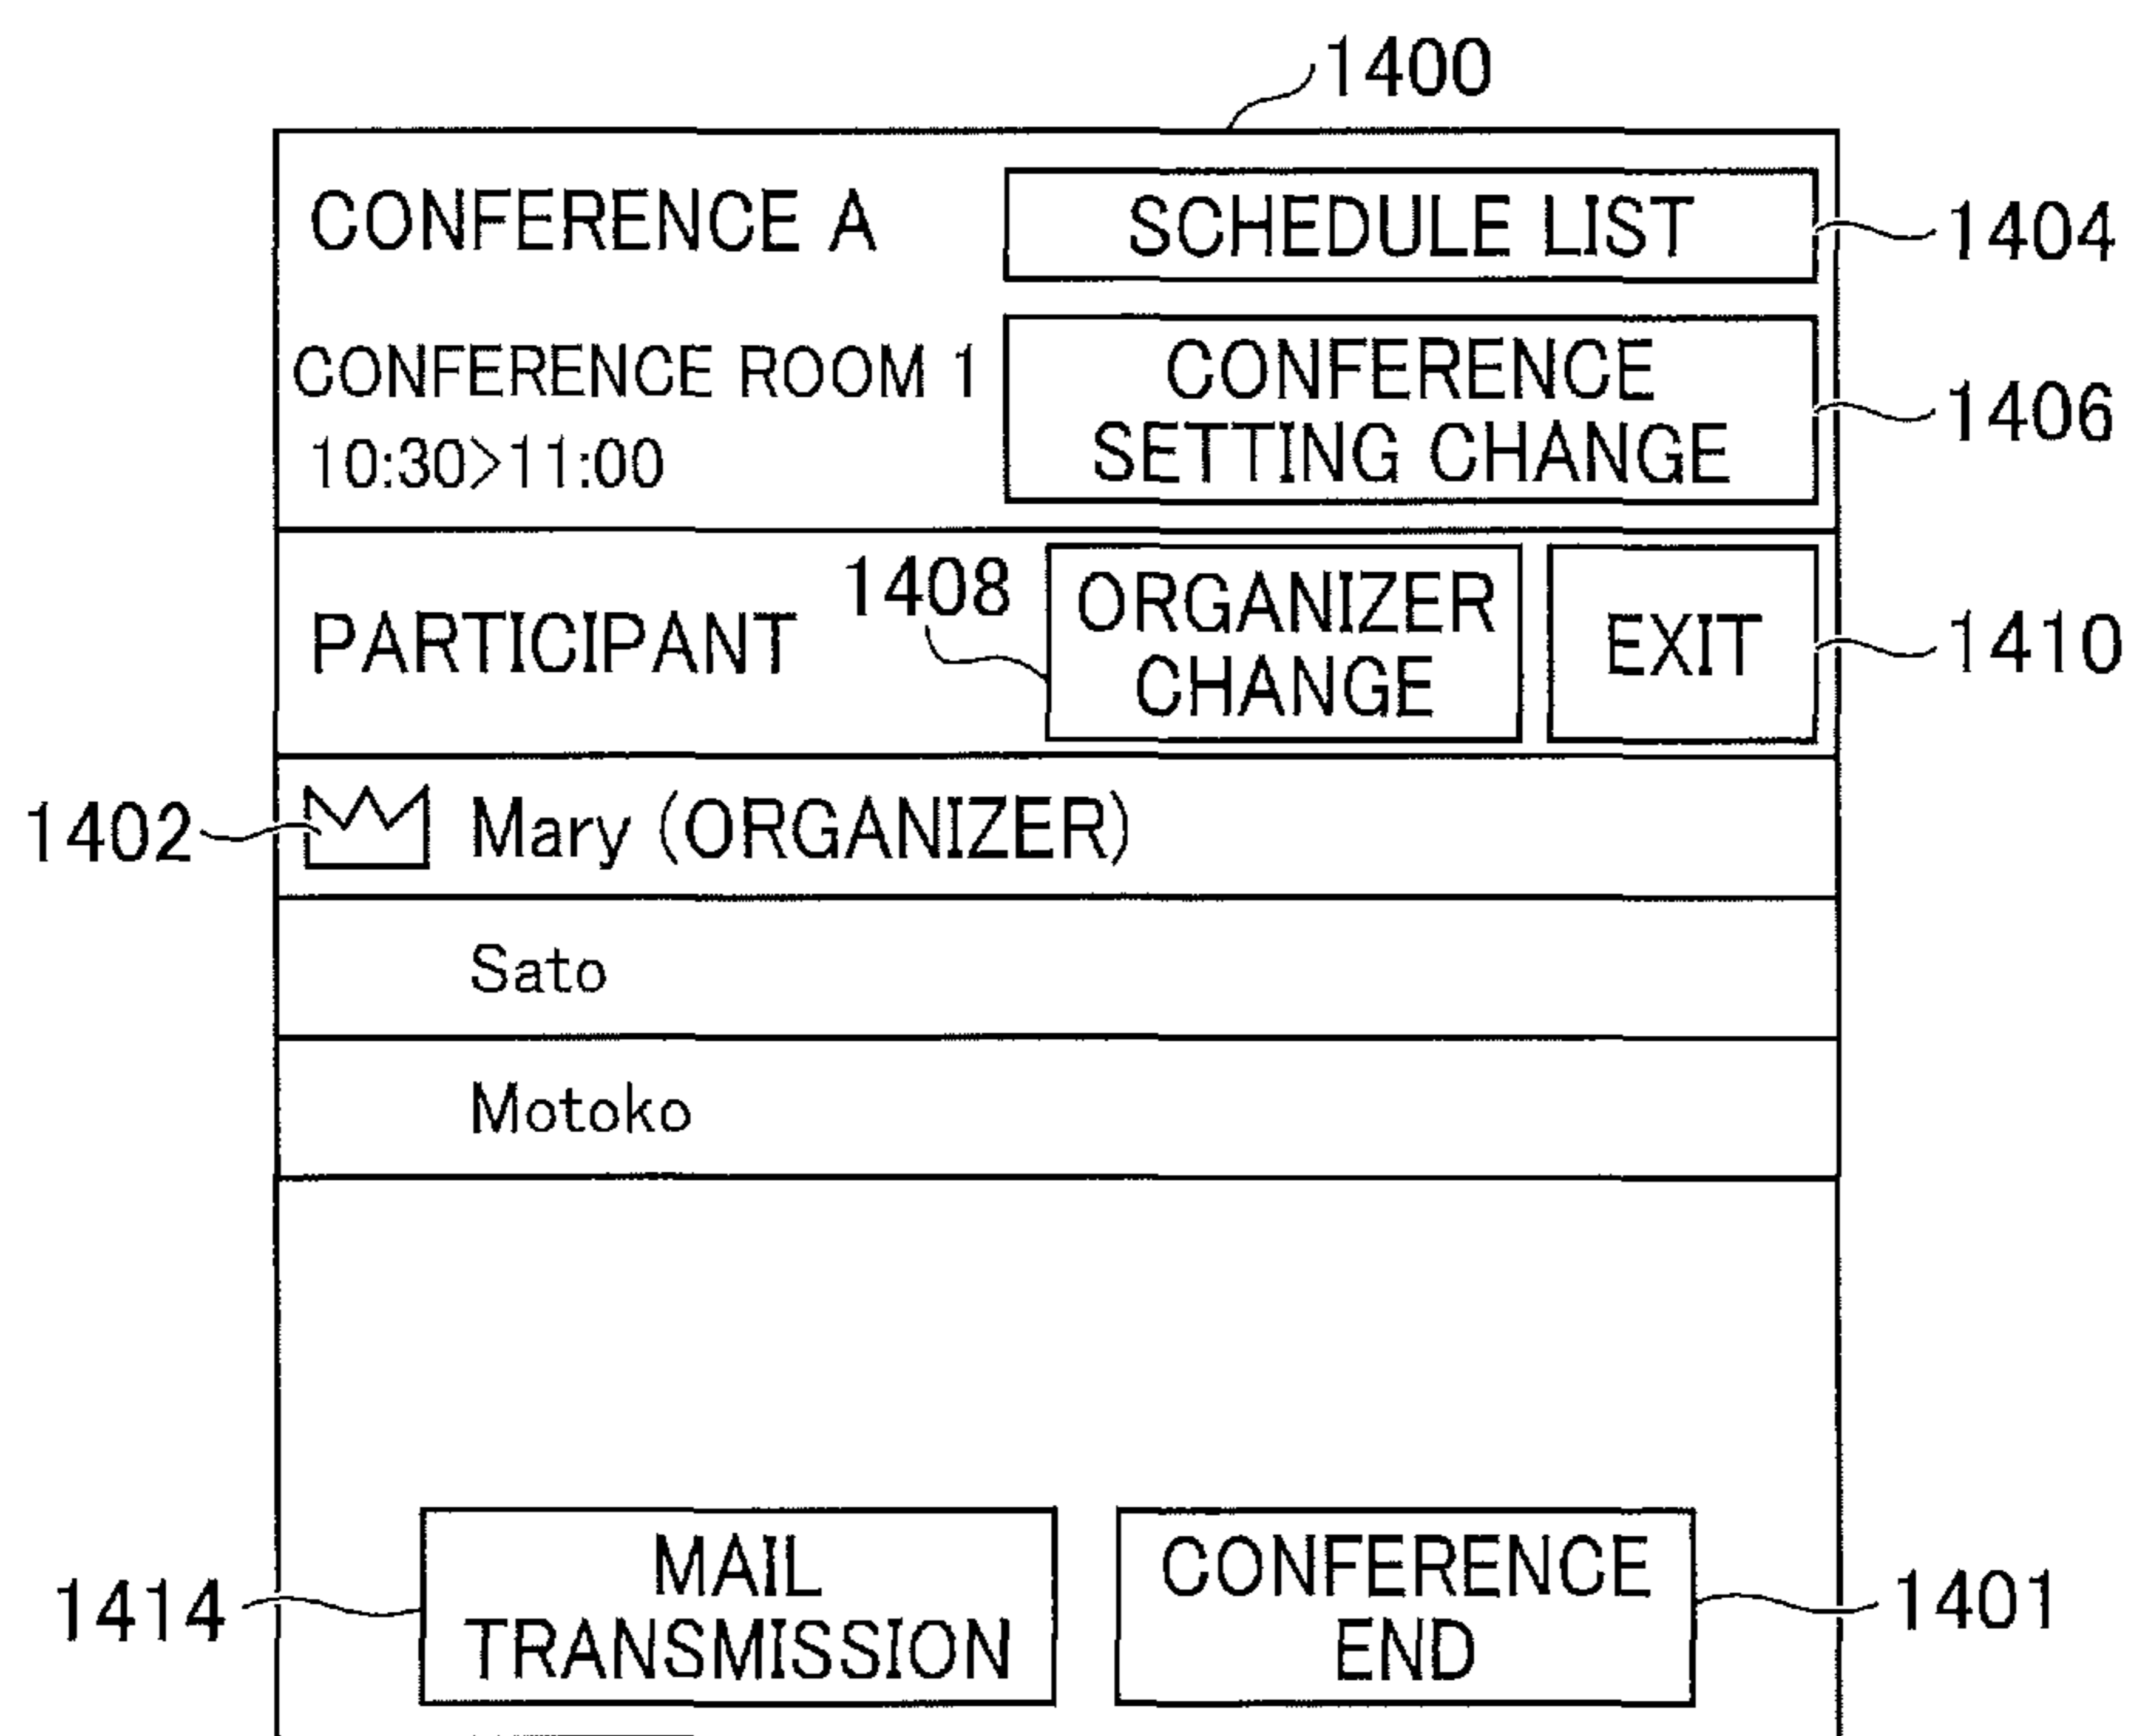 1400
CONFERENCE A
SCHEDULE LIST
1404
CONFERENCE ROOM 1
10:30>11:00
CONFERENCE
SETTING CHANGE
1406
PARTICIPANT
1408
ORGANIZER
CHANGE
EXIT
1410
1402
Mary (ORGANIZER)
Sato
Motoko
1414
MAIL
TRANSMISSION
CONFERENCE
END
1401